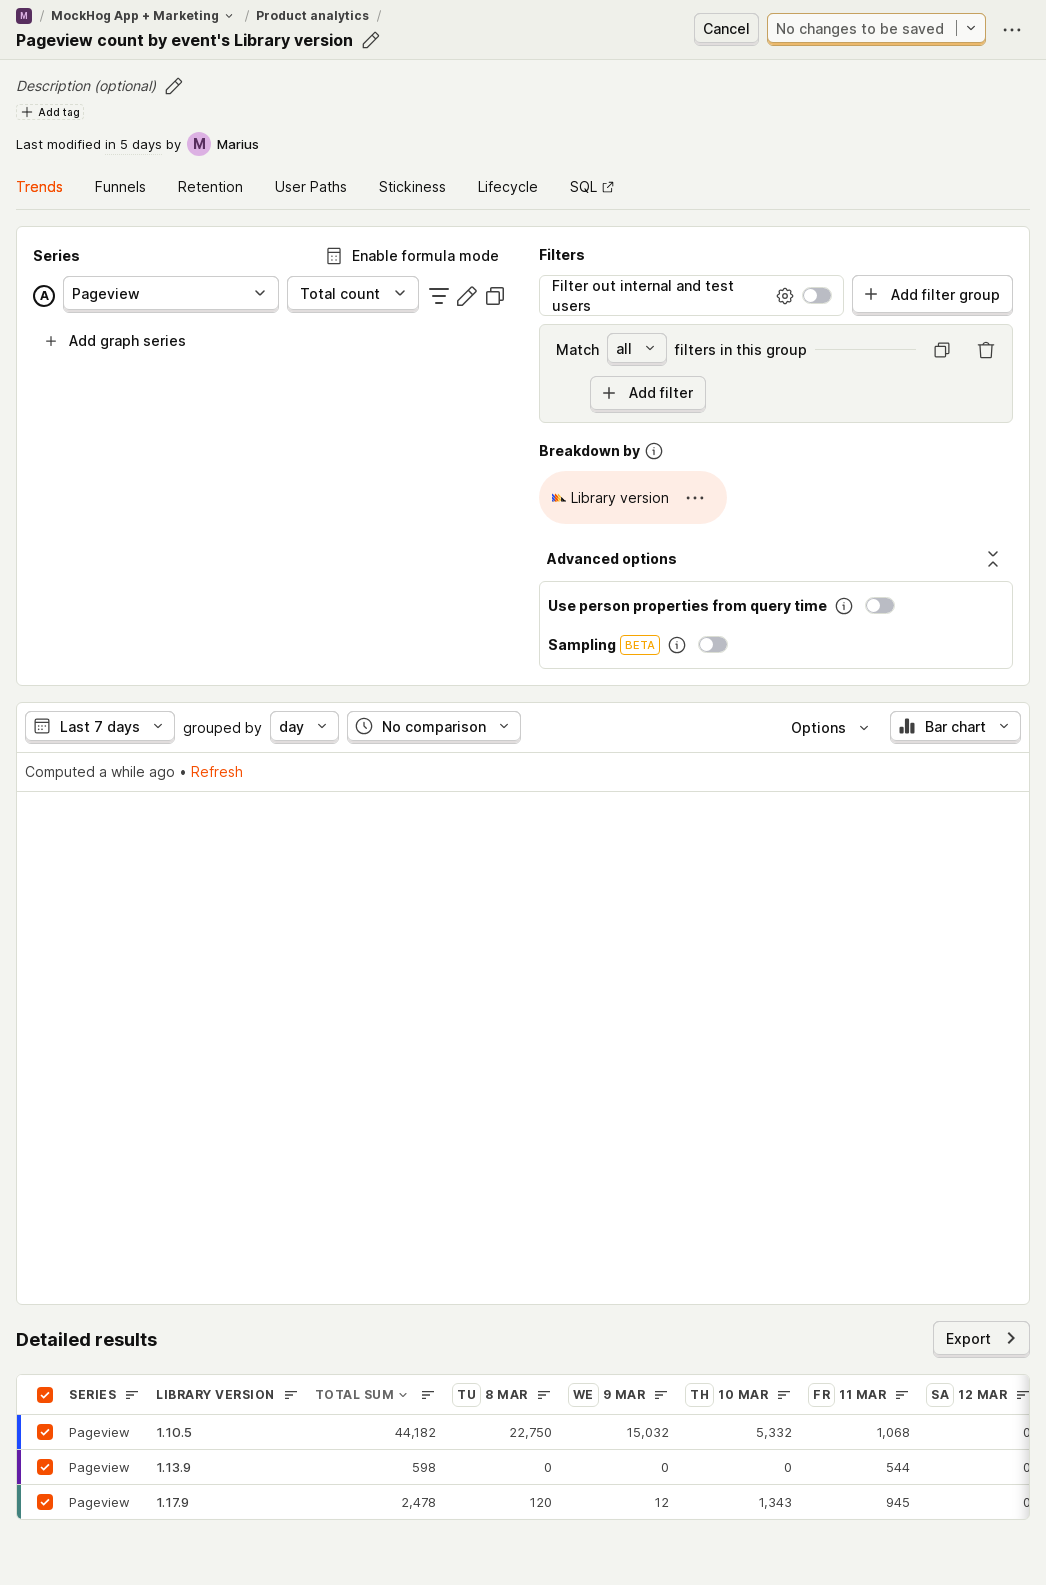 M / MockHog App + Marketing / Product analytics /
Pageview count by event's Library version
Cancel
No changes to be saved
Description (optional)
Add tag
Last modified in 5 days by M Marius
Trends Funnels Retention User Paths Stickiness Lifecycle SQL
Series
Enable formula mode
A Pageview Total count
Add graph series
Filters
Filter out internal and test
users
Add filter group
Match all filters in this group
Add filter
Breakdown by
Library version
Advanced options
Use person properties from query time
Sampling BETA
Last 7 days grouped by day No comparison Options Bar chart
Computed a while ago • Refresh
Detailed results
Export
SERIES LIBRARY VERSION TOTAL SUM TU 8 MAR WE 9 MAR TH 10 MAR FR 11 MAR SA 12 MAR
Pageview 1.10.5 44,182 22,750 15,032 5,332 1,068 0
Pageview 1.13.9 598 0 0 0 544 0
Pageview 1.17.9 2,478 120 12 1,343 945 0